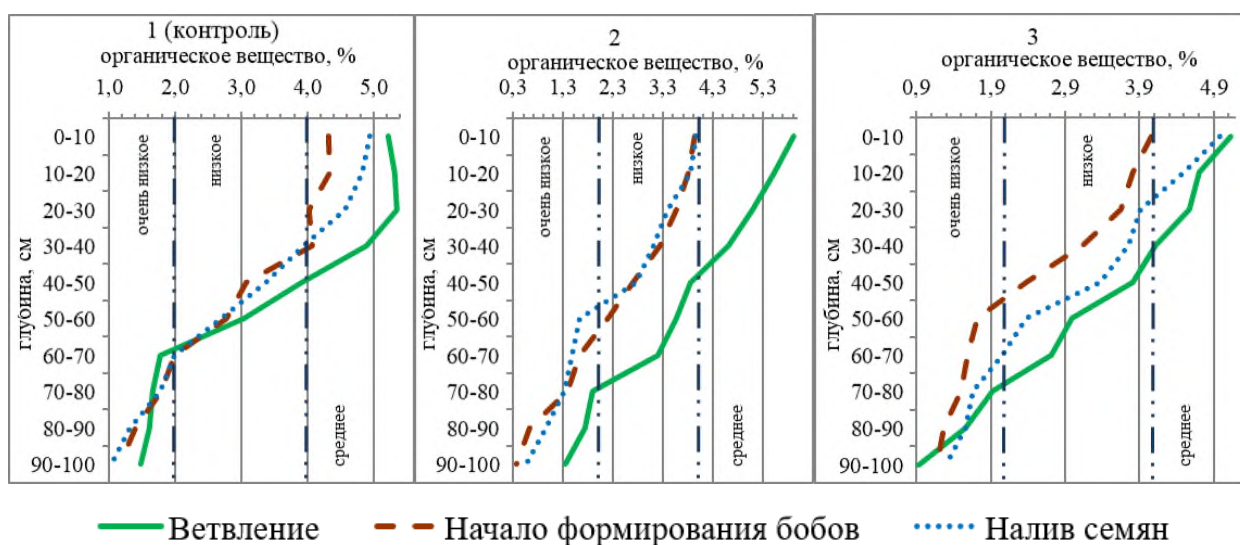 1 (контроль)
органическое вещество, %
1,0 2,0 3,0 4,0 5,0
глубина, см
0-10
10-20
20-30
30-40
40-50
50-60
60-70
70-80
80-90
90-100
очень низкое
низкое
среднее
2
органическое вещество, %
0,3 1,3 2,3 3,3 4,3 5,3
глубина, см
0-10
10-20
20-30
30-40
40-50
50-60
60-70
70-80
80-90
90-100
очень низкое
низкое
среднее
3
органическое вещество, %
0,9 1,9 2,9 3,9 4,9
глубина, см
0-10
10-20
20-30
30-40
40-50
50-60
60-70
70-80
80-90
90-100
очень низкое
низкое
среднее
Ветвление Начало формирования бобов Налив семян